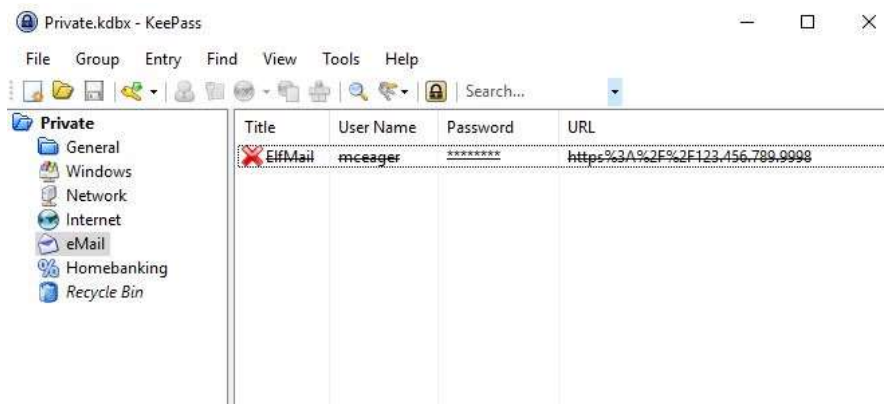 Private.kdbx - KeePass
File Group Entry Find View Tools Help
Search...
Private
General
Windows
Network
Internet
eMail
Homebanking
Recycle Bin
Title User Name Password URL
ElfMail mceager ******** https%3A%2F%2F123.456.789.9998